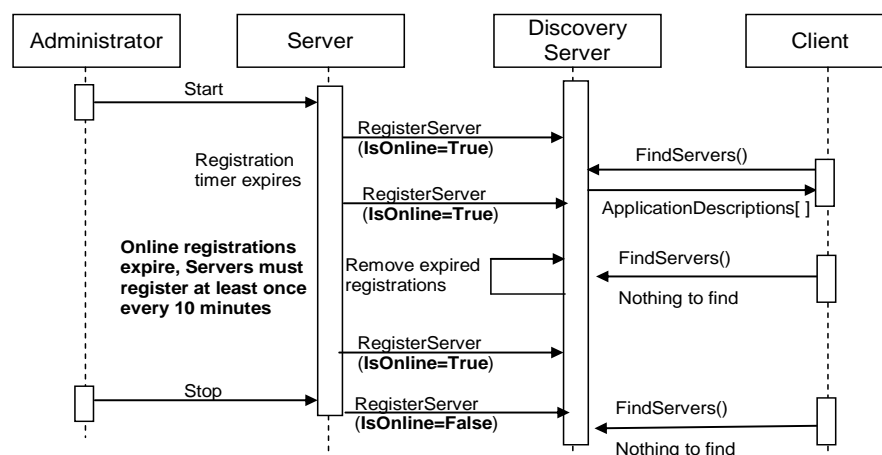 Administrator
Server
Discovery
Server
Client
Start
RegisterServer
(IsOnline=True)
FindServers()
Registration
timer expires
RegisterServer
(IsOnline=True)
ApplicationDescriptions[ ]
Online registrations
expire, Servers must
register at least once
every 10 minutes
Remove expired
registrations
FindServers()
Nothing to find
RegisterServer
(IsOnline=True)
Stop
RegisterServer
(IsOnline=False)
FindServers()
Nothing to find